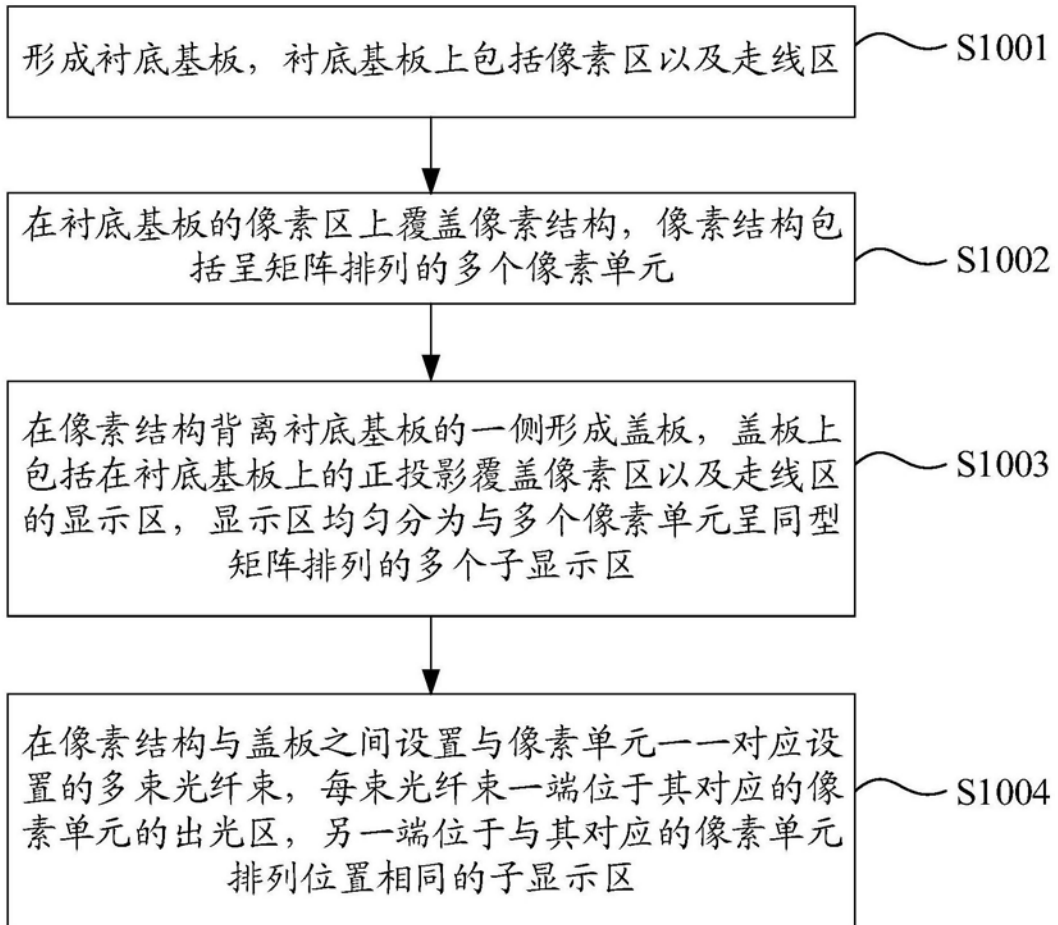 形成衬底基板，衬底基板上包括像素区以及走线区
S1001
在衬底基板的像素区上覆盖像素结构，像素结构包
括呈矩阵排列的多个像素单元
S1002
在像素结构背离衬底基板的一侧形成盖板，盖板上
包括在衬底基板上的正投影覆盖像素区以及走线区
的显示区，显示区均匀分为与多个像素单元呈同型
矩阵排列的多个子显示区
S1003
在像素结构与盖板之间设置与像素单元一一对应设
置的多束光纤束，每束光纤束一端位于其对应的像
素单元的出光区，另一端位于与其对应的像素单元
排列位置相同的子显示区
S1004